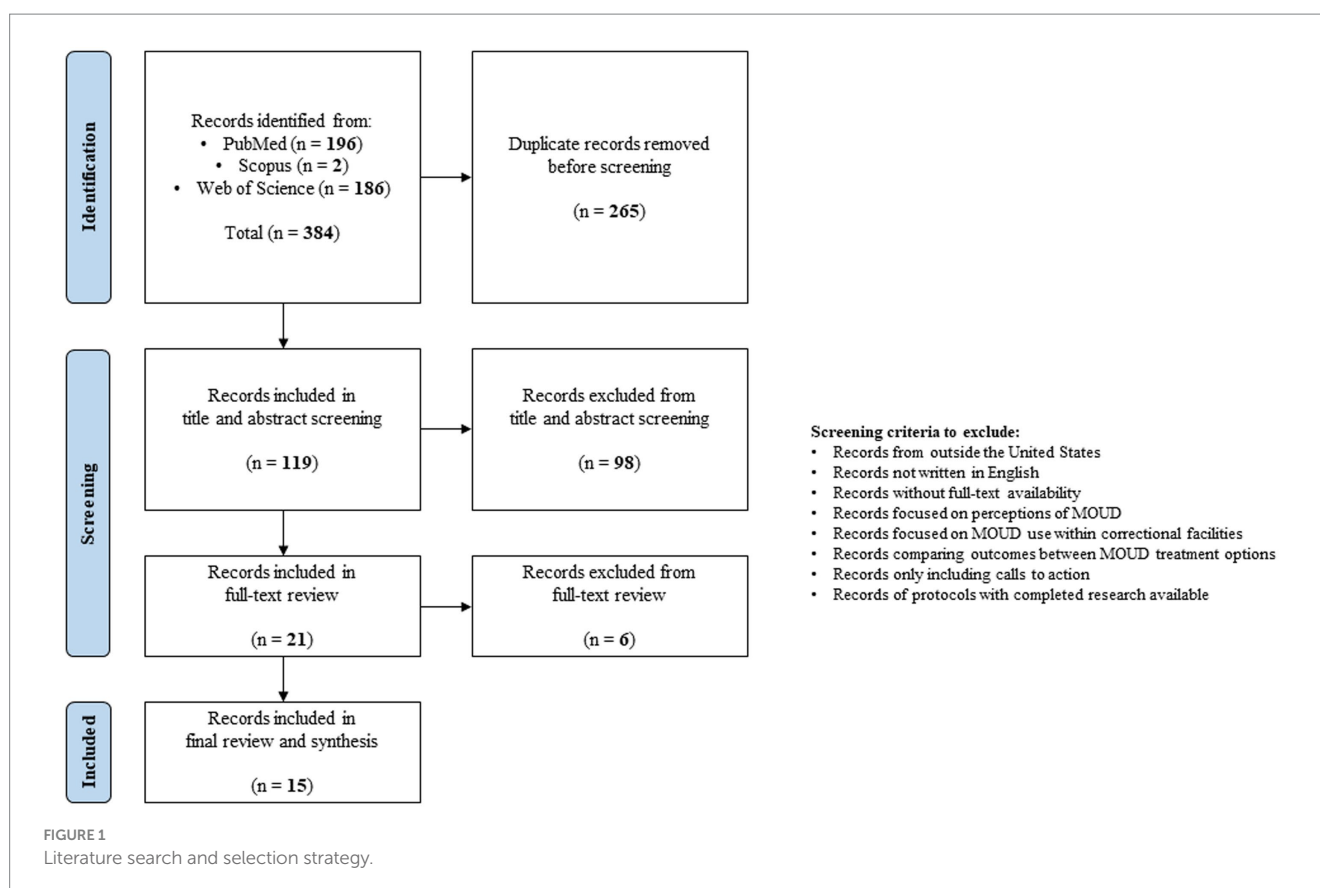 Identification
Records identified from:
• PubMed (n = 196)
• Scopus (n = 2)
• Web of Science (n = 186)
Total (n = 384)
Duplicate records removed
before screening
(n = 265)
Screening
Records included in
title and abstract screening
(n = 119)
Records excluded from
title and abstract screening
(n = 98)
Records included in
full-text review
(n = 21)
Records excluded from
full-text review
(n = 6)
Screening criteria to exclude:
• Records from outside the United States
• Records not written in English
• Records without full-text availability
• Records focused on perceptions of MOUD
• Records focused on MOUD use within correctional facilities
• Records comparing outcomes between MOUD treatment options
• Records only including calls to action
• Records of protocols with completed research available
Included
Records included in
final review and synthesis
(n = 15)
FIGURE 1
Literature search and selection strategy.